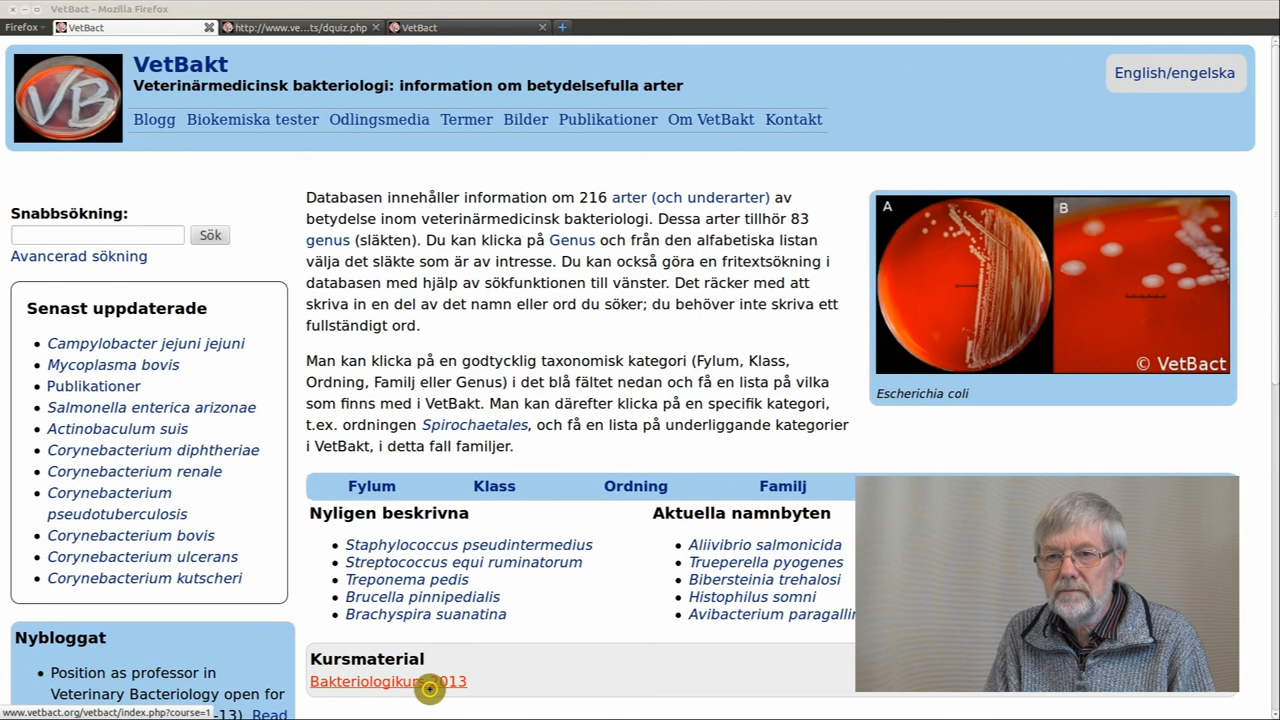 VetBact - Mozilla Firefox
Firefox
VetBact
http://www.ve...ts/dquiz.php
VetBact
VB
VetBakt
Veterinärmedicinsk bakteriologi: information om betydelsefulla arter
English/engelska
Blogg Biokemiska tester Odlingsmedia Termer Bilder Publikationer Om VetBakt Kontakt
Snabbsökning:
Sök
Avancerad sökning
Senast uppdaterade
Campylobacter jejuni jejuni
Mycoplasma bovis
Publikationer
Salmonella enterica arizonae
Actinobaculum suis
Corynebacterium diphtheriae
Corynebacterium renale
Corynebacterium
pseudotuberculosis
Corynebacterium bovis
Corynebacterium ulcerans
Corynebacterium kutscheri
Nybloggat
Position as professor in
Veterinary Bacteriology open for
-13). Read
Databasen innehåller information om 216 arter (och underarter) av
betydelse inom veterinärmedicinsk bakteriologi. Dessa arter tillhör 83
genus (släkten). Du kan klicka på Genus och från den alfabetiska listan
välja det släkte som är av intresse. Du kan också göra en fritextsökning i
databasen med hjälp av sökfunktionen till vänster. Det räcker med att
skriva in en del av det namn eller ord du söker; du behöver inte skriva ett
fullständigt ord.
Man kan klicka på en godtycklig taxonomisk kategori (Fylum, Klass,
Ordning, Familj eller Genus) i det blå fältet nedan och få en lista på vilka
som finns med i VetBakt. Man kan därefter klicka på en specifik kategori,
t.ex. ordningen Spirochaetales, och få en lista på underliggande kategorier
i VetBakt, i detta fall familjer.
A
B
© VetBact
Escherichia coli
Fylum Klass Ordning Familj
Nyligen beskrivna
Staphylococcus pseudintermedius
Streptococcus equi ruminatorum
Treponema pedis
Brucella pinnipedialis
Brachyspira suanatina
Aktuella namnbyten
Aliivibrio salmonicida
Trueperella pyogenes
Bibersteinia trehalosi
Histophilus somni
Avibacterium paragallin
Kursmaterial
Bakteriologikurs 2013
www.vetbact.org/vetbact/index.php?course=1